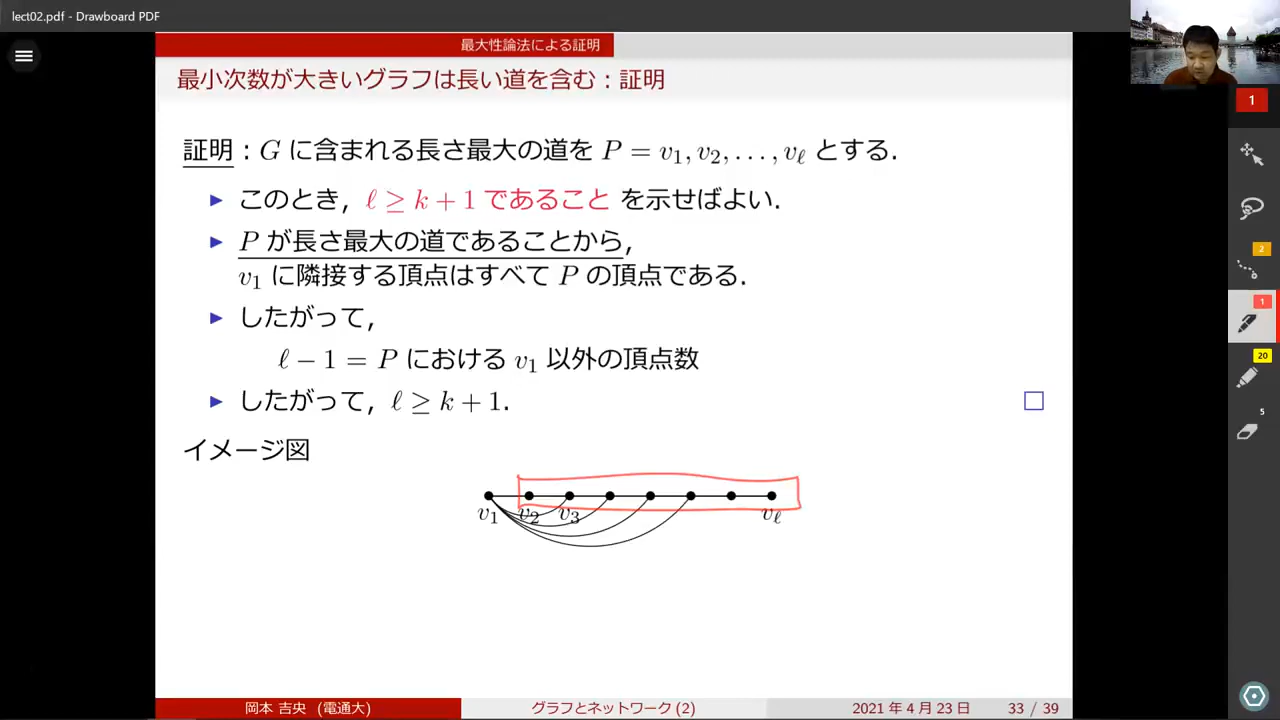 lect02.pdf - Drawboard PDF
最大性論法による証明
最小次数が大きいグラフは長い道を含む：証明
1
証明：G に含まれる長さ最大の道を P = v₁, v₂, . . . , vℓ とする．
▶ このとき，ℓ ≥ k + 1 であること を示せばよい．
▶ P が長さ最大の道であることから，
v₁ に隣接する頂点はすべて P の頂点である．
2
▶ したがって，
1
ℓ − 1 = P における v₁ 以外の頂点数
20
▶ したがって，ℓ ≥ k + 1．
5
イメージ図
v₁ v₂ v₃ vℓ
岡本 吉央 （電通大） グラフとネットワーク (2) 2021 年 4 月 23 日 33 / 39